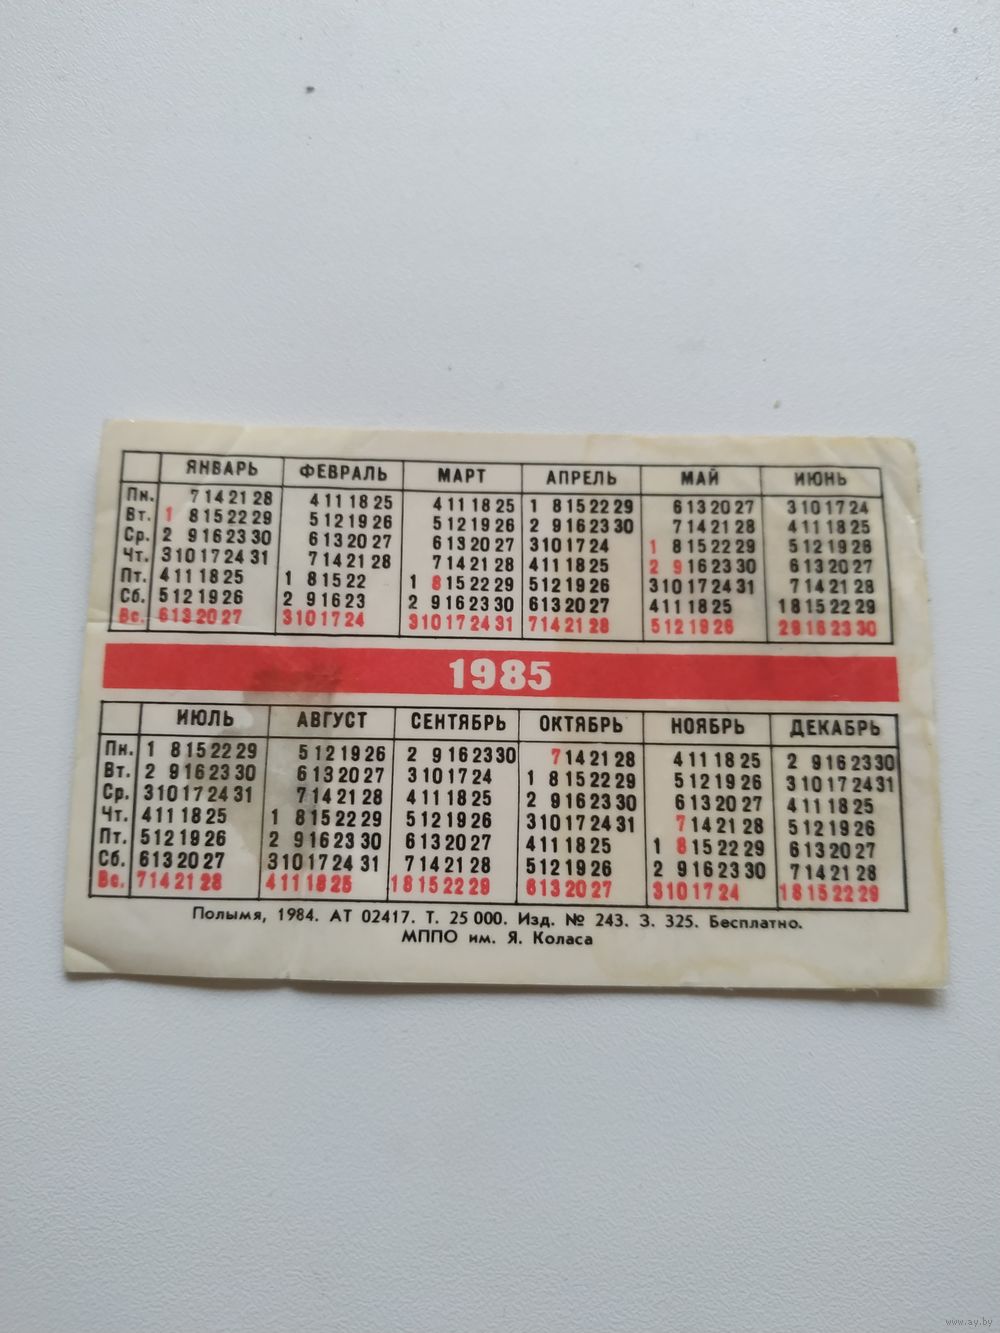 ЯНВАРЬ ФЕВРАЛЬ МАРТ АПРЕЛЬ МАЙ ИЮНЬ
Пн. 7 14 21 28 4 11 18 25 4 11 18 25 1 8 15 22 29 6 13 20 27 3 10 17 24
Вт. 1 8 15 22 29 5 12 19 26 5 12 19 26 2 9 16 23 30 7 14 21 28 4 11 18 25
Ср. 2 9 16 23 30 6 13 20 27 6 13 20 27 3 10 17 24 1 8 15 22 29 5 12 19 26
Чт. 3 10 17 24 31 7 14 21 28 7 14 21 28 4 11 18 25 2 9 16 23 30 6 13 20 27
Пт. 4 11 18 25 1 8 15 22 1 8 15 22 29 5 12 19 26 3 10 17 24 31 7 14 21 28
Сб. 5 12 19 26 2 9 16 23 2 9 16 23 30 6 13 20 27 4 11 18 25 1 8 15 22 29
Вс. 6 13 20 27 3 10 17 24 3 10 17 24 31 7 14 21 28 5 12 19 26 2 9 16 23 30
1985
ИЮЛЬ АВГУСТ СЕНТЯБРЬ ОКТЯБРЬ НОЯБРЬ ДЕКАБРЬ
Пн. 1 8 15 22 29 5 12 19 26 2 9 16 23 30 7 14 21 28 4 11 18 25 2 9 16 23 30
Вт. 2 9 16 23 30 6 13 20 27 3 10 17 24 1 8 15 22 29 5 12 19 26 3 10 17 24 31
Ср. 3 10 17 24 31 7 14 21 28 4 11 18 25 2 9 16 23 30 6 13 20 27 4 11 18 25
Чт. 4 11 18 25 1 8 15 22 29 5 12 19 26 3 10 17 24 31 7 14 21 28 5 12 19 26
Пт. 5 12 19 26 2 9 16 23 30 6 13 20 27 4 11 18 25 1 8 15 22 29 6 13 20 27
Сб. 6 13 20 27 3 10 17 24 31 7 14 21 28 5 12 19 26 2 9 16 23 30 7 14 21 28
Вс. 7 14 21 28 4 11 18 25 1 8 15 22 29 6 13 20 27 3 10 17 24 1 8 15 22 29
Полымя, 1984. АТ 02417. Т. 25 000. Изд. № 243. З. 325. Бесплатно.
МППО им. Я. Коласа
www.ay.by